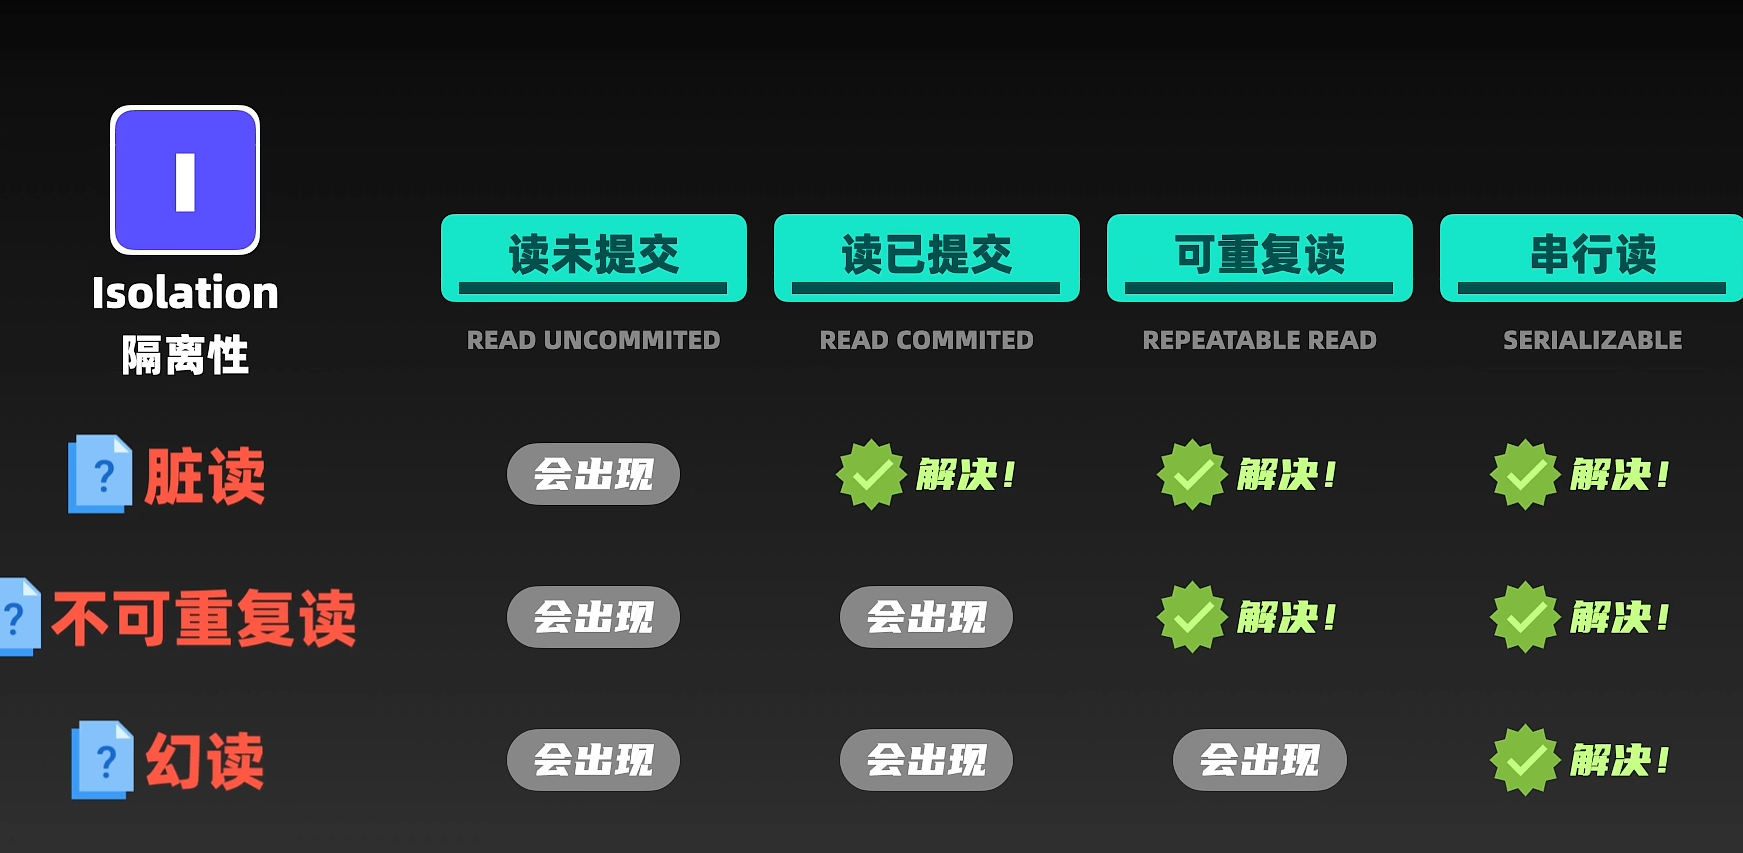 I
Isolation
隔离性
读未提交 读已提交 可重复读 串行读
READ UNCOMMITED READ COMMITED REPEATABLE READ SERIALIZABLE
? 脏读 会出现 解决! 解决! 解决!
? 不可重复读 会出现 会出现 解决! 解决!
? 幻读 会出现 会出现 会出现 解决!